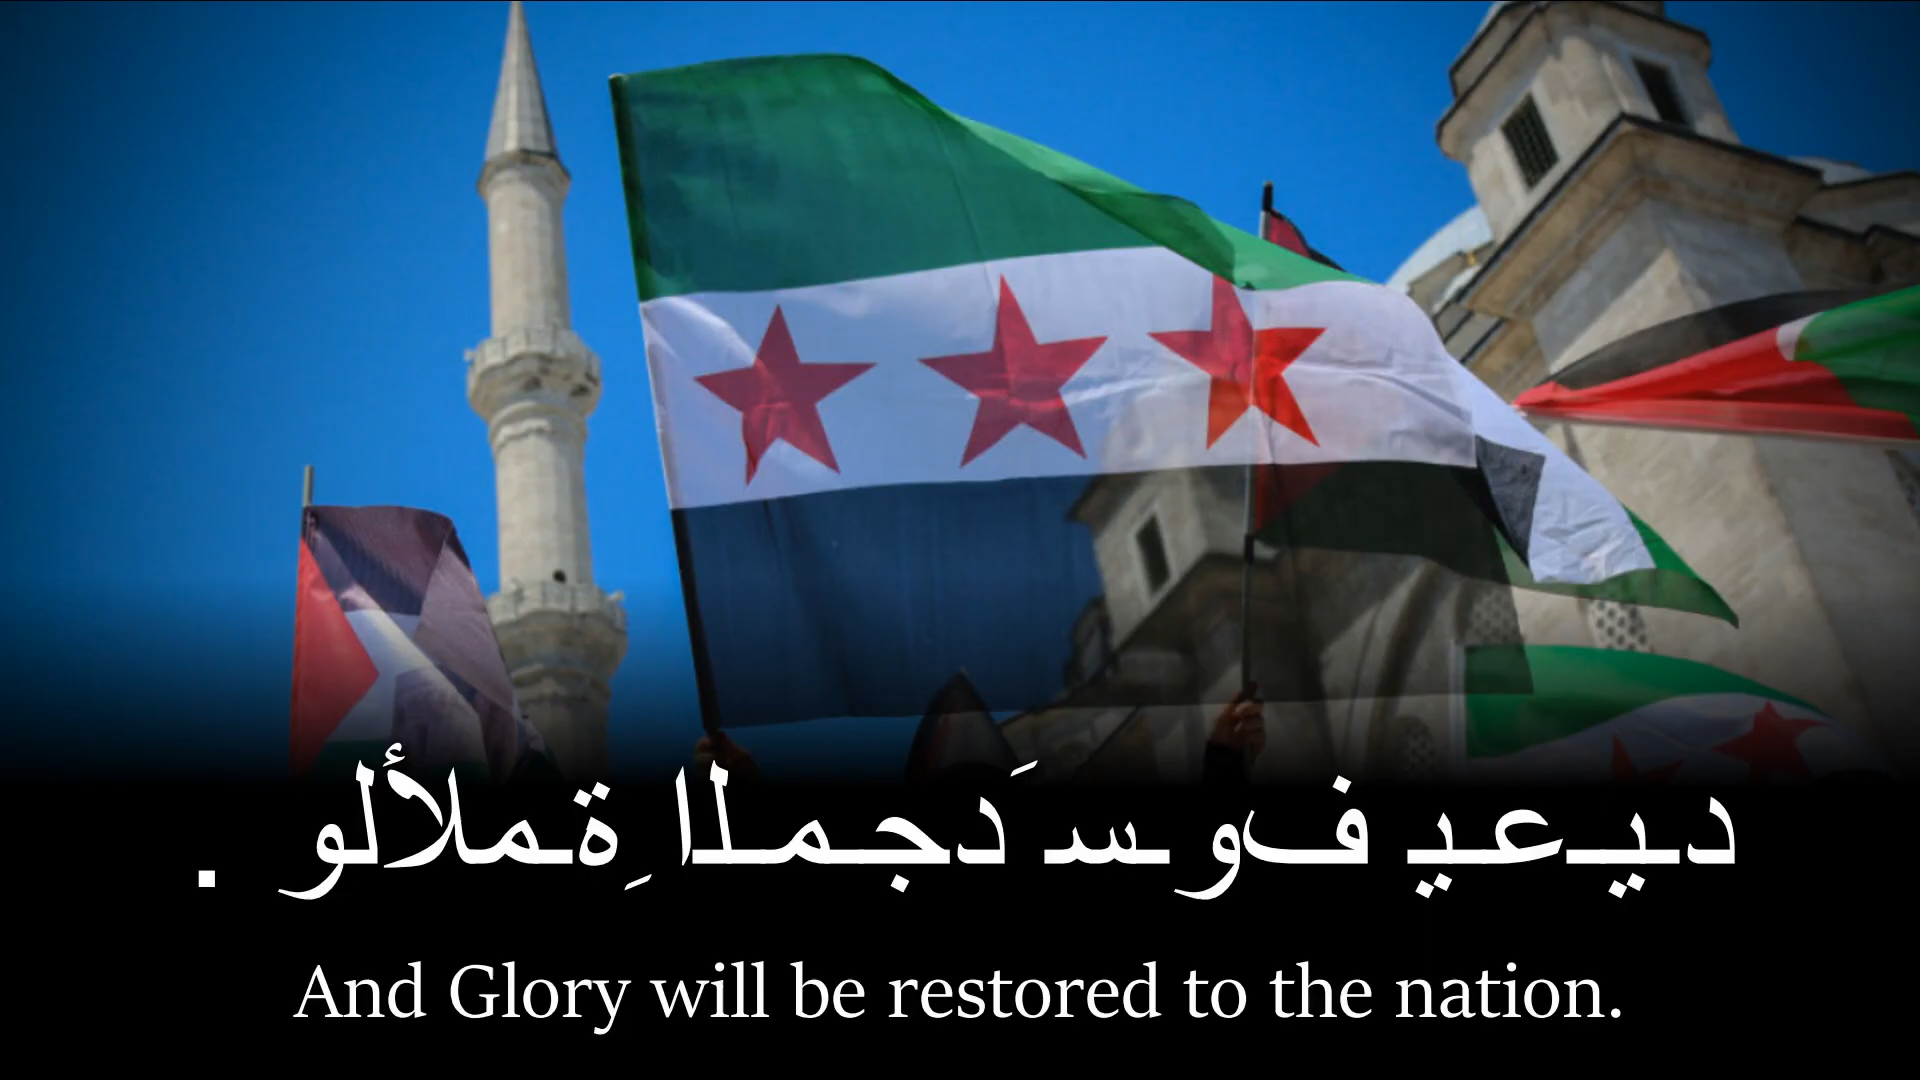 ديعي فوس َدجملا ِةملألو .
And Glory will be restored to the nation.